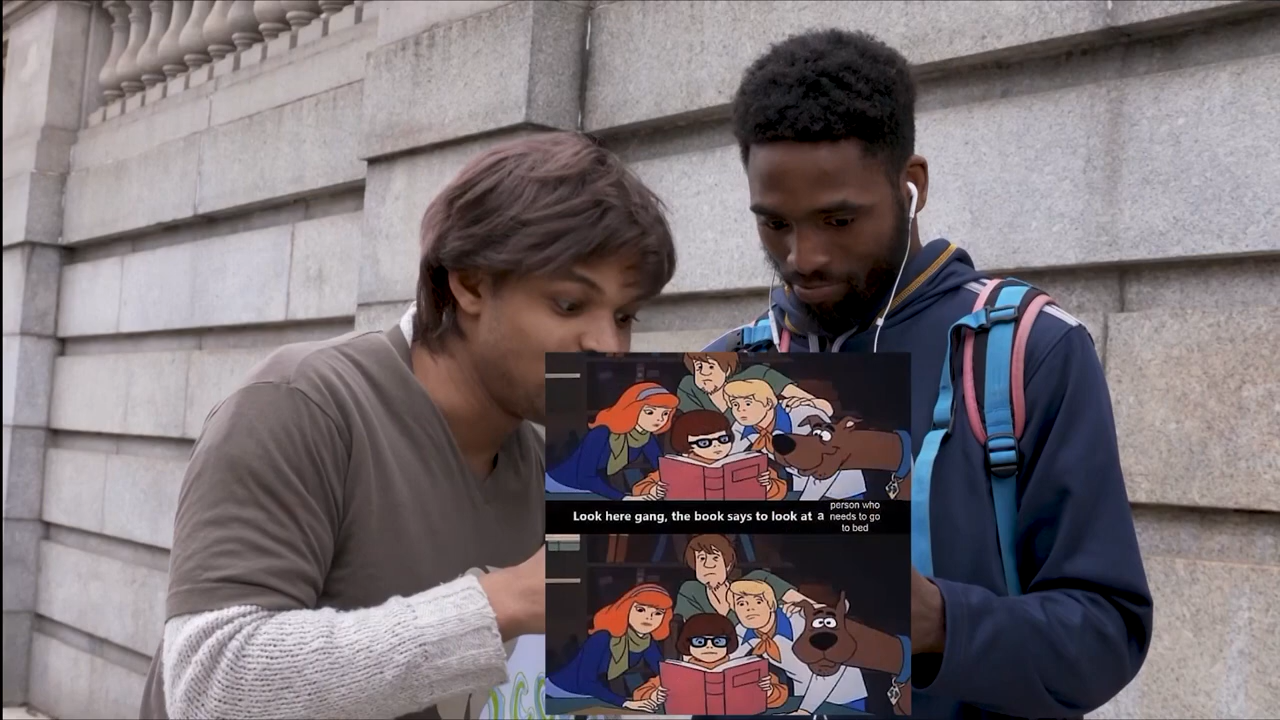 Look here gang, the book says to look at a person who
needs to go
to bed